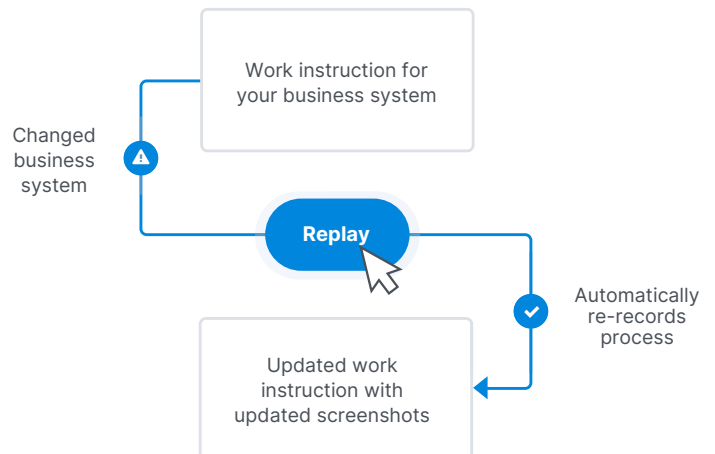 Work instruction for
your business system
Changed
business
system
Replay
Automatically
re-records
process
Updated work
instruction with
updated screenshots